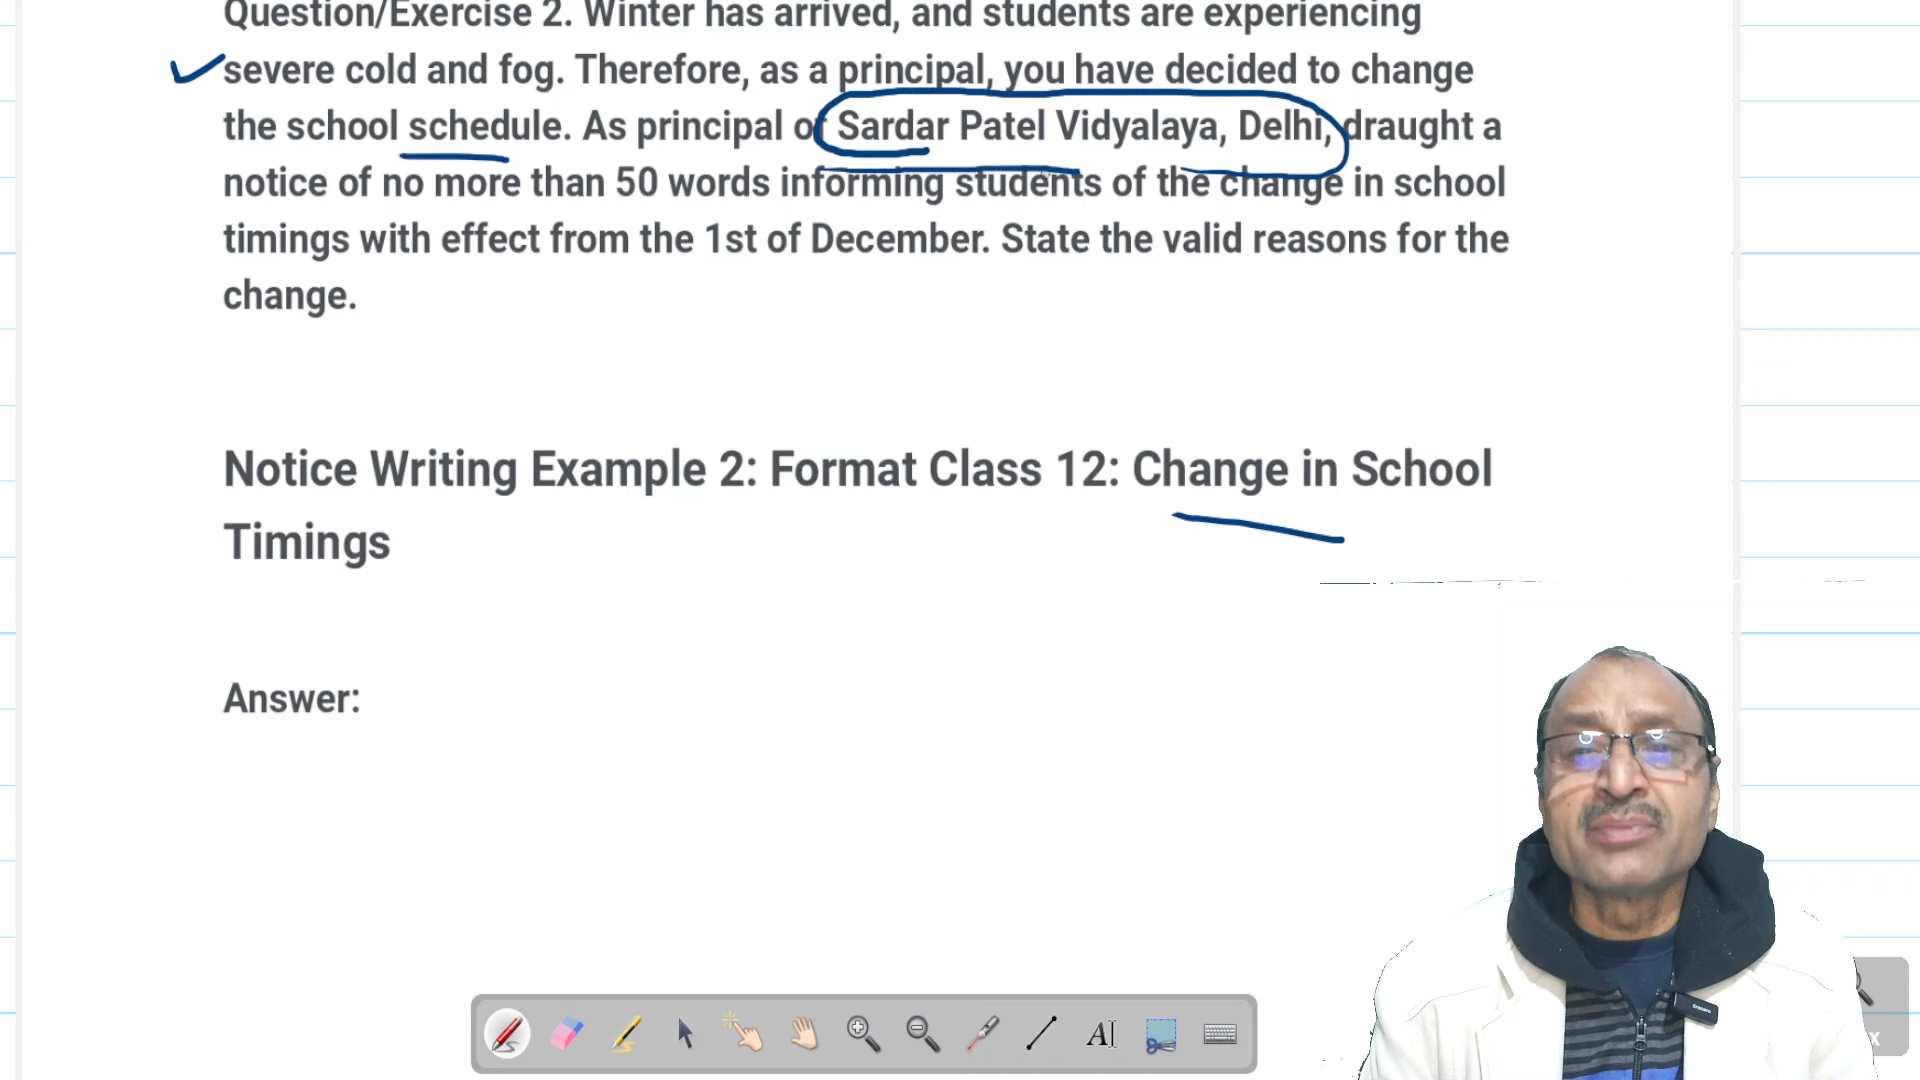 Question/Exercise 2. Winter has arrived, and students are experiencing
severe cold and fog. Therefore, as a principal, you have decided to change
the school schedule. As principal of Sardar Patel Vidyalaya, Delhi, draught a
notice of no more than 50 words informing students of the change in school
timings with effect from the 1st of December. State the valid reasons for the
change.
Notice Writing Example 2: Format Class 12: Change in School
Timings
Answer: